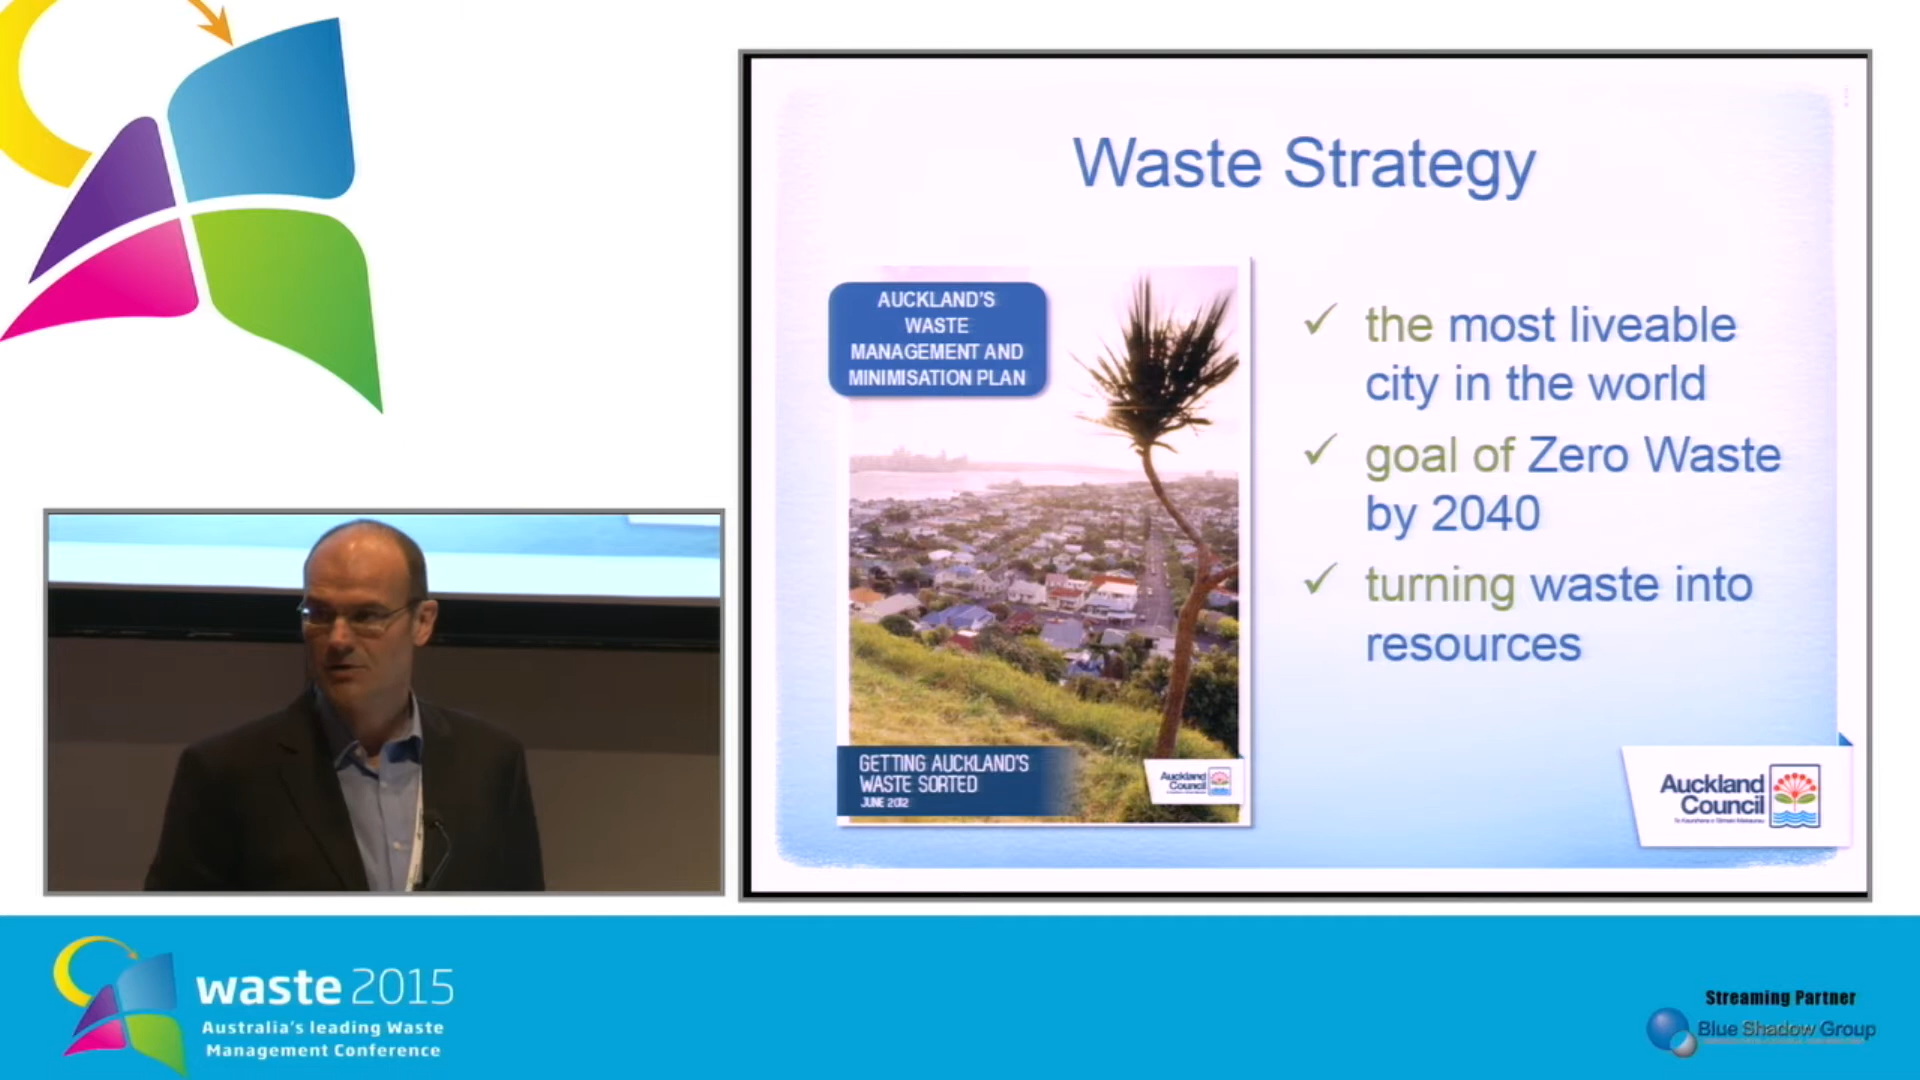 Waste Strategy
AUCKLAND'S
WASTE
MANAGEMENT AND
MINIMISATION PLAN
GETTING AUCKLAND'S
WASTE SORTED
JUNE 2012
Auckland
Council
the most liveable
city in the world
goal of Zero Waste
by 2040
turning waste into
resources
Auckland
Council
waste 2015
Australia's leading Waste
Management Conference
Streaming Partner
Blue Shadow Group